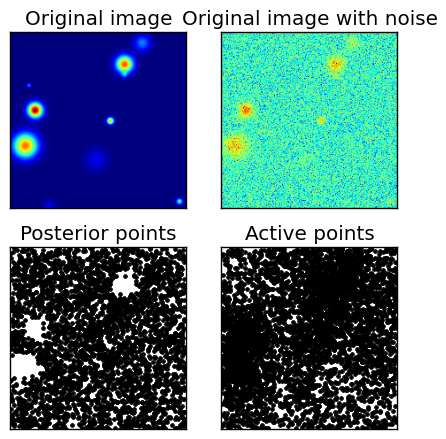 Original image
Original image with noise
Posterior points
Active points